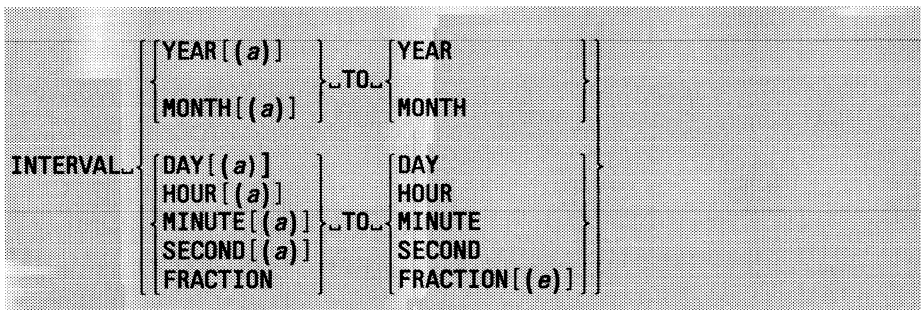 YEAR[(a)] YEAR
␣TO␣
MONTH[(a)] MONTH
INTERVAL␣ DAY[(a)] DAY
HOUR[(a)] HOUR
MINUTE[(a)] ␣TO␣ MINUTE
SECOND[(a)] SECOND
FRACTION FRACTION[(e)]